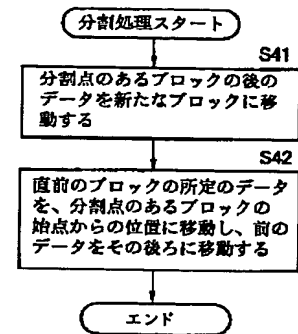 分割処理スタート
S41
分割点のあるブロックの後の
データを新たなブロックに移
動する
S42
直前のブロックの所定のデータ
を、分割点のあるブロックの
始点からの位置に移動し、前の
データをその後ろに移動する
エンド